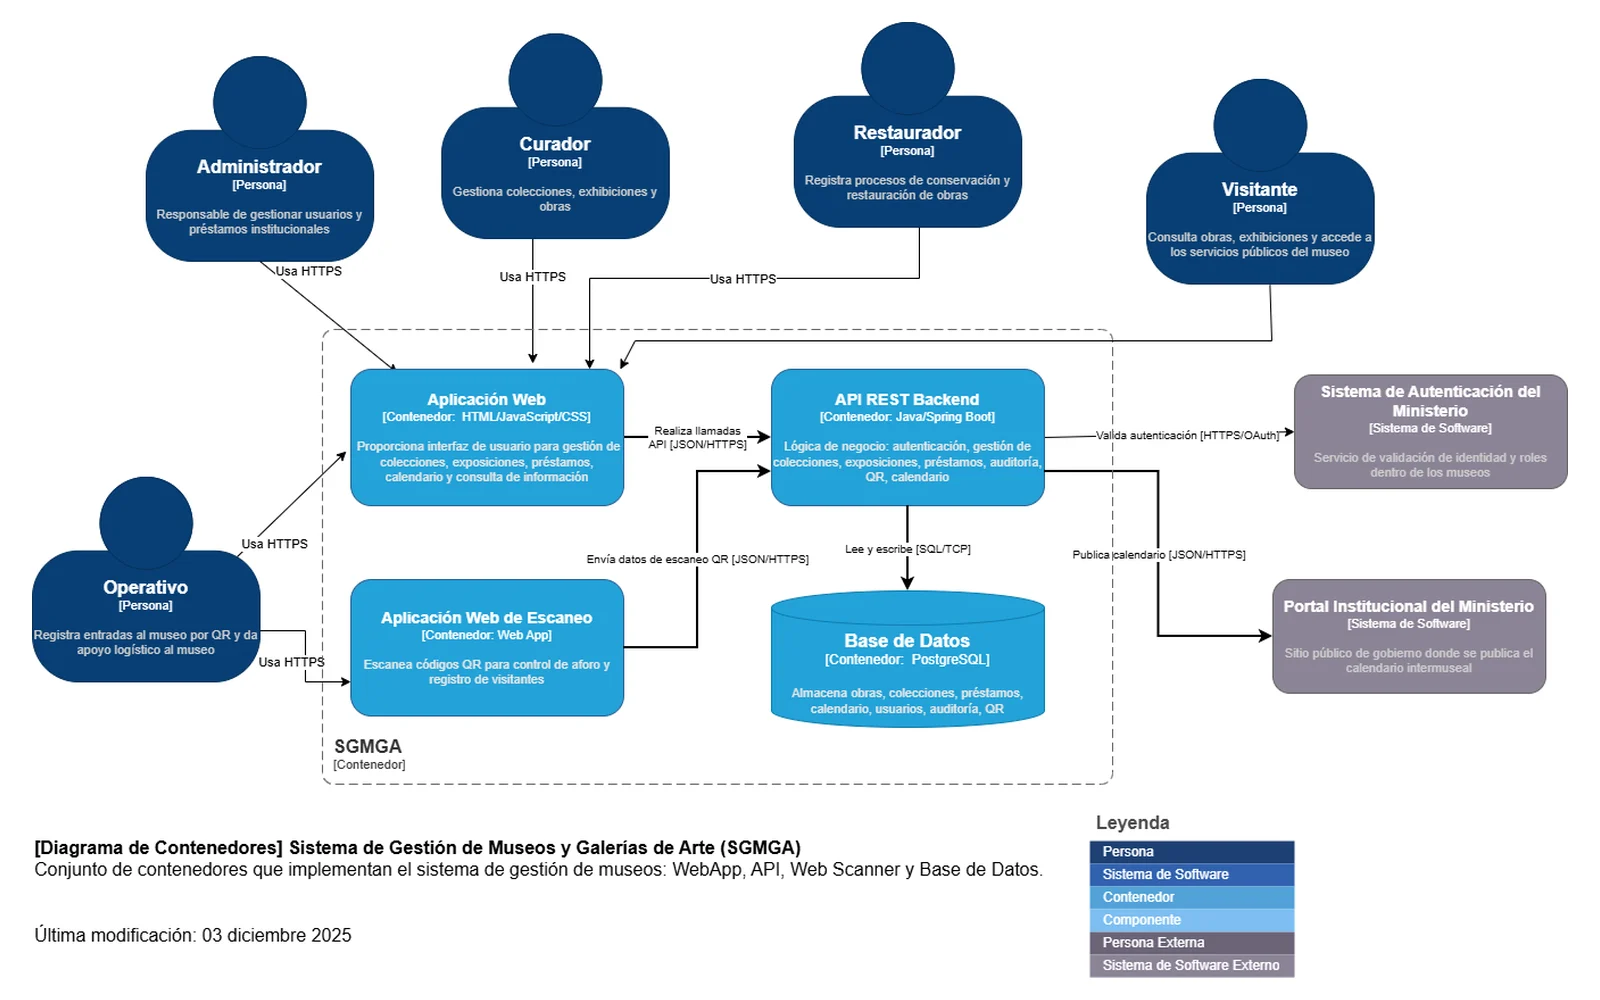 Administrador
[Persona]
Responsable de gestionar usuarios y
préstamos institucionales
Curador
[Persona]
Gestiona colecciones, exhibiciones y
obras
Restaurador
[Persona]
Registra procesos de conservación y
restauración de obras
Visitante
[Persona]
Consulta obras, exhibiciones y accede a
los servicios públicos del museo
Usa HTTPS
Usa HTTPS
Usa HTTPS
Aplicación Web
[Contenedor: HTML/JavaScript/CSS]
Proporciona interfaz de usuario para gestión de
colecciones, exposiciones, préstamos,
calendario y consulta de información
Realiza llamadas
API [JSON/HTTPS]
API REST Backend
[Contenedor: Java/Spring Boot]
Lógica de negocio: autenticación, gestión de
colecciones, exposiciones, préstamos, auditoría,
QR, calendario
Valida autenticación [HTTPS/OAuth]
Sistema de Autenticación del
Ministerio
[Sistema de Software]
Servicio de validación de identidad y roles
dentro de los museos
Usa HTTPS
Envía datos de escaneo QR [JSON/HTTPS]
Lee y escribe [SQL/TCP]
Publica calendario [JSON/HTTPS]
Operativo
[Persona]
Registra entradas al museo por QR y da
apoyo logístico al museo
Usa HTTPS
Aplicación Web de Escaneo
[Contenedor: Web App]
Escanea códigos QR para control de aforo y
registro de visitantes
Base de Datos
[Contenedor: PostgreSQL]
Almacena obras, colecciones, préstamos,
calendario, usuarios, auditoría, QR
Portal Institucional del Ministerio
[Sistema de Software]
Sitio público de gobierno donde se publica el
calendario intermuseal
SGMGA
[Contenedor]
[Diagrama de Contenedores] Sistema de Gestión de Museos y Galerías de Arte (SGMGA)
Conjunto de contenedores que implementan el sistema de gestión de museos: WebApp, API, Web Scanner y Base de Datos.
Última modificación: 03 diciembre 2025
Leyenda
Persona
Sistema de Software
Contenedor
Componente
Persona Externa
Sistema de Software Externo